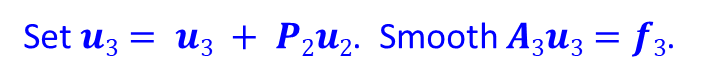 Set u₃ = u₃ + P₂u₂. Smooth A₃u₃ = f₃.